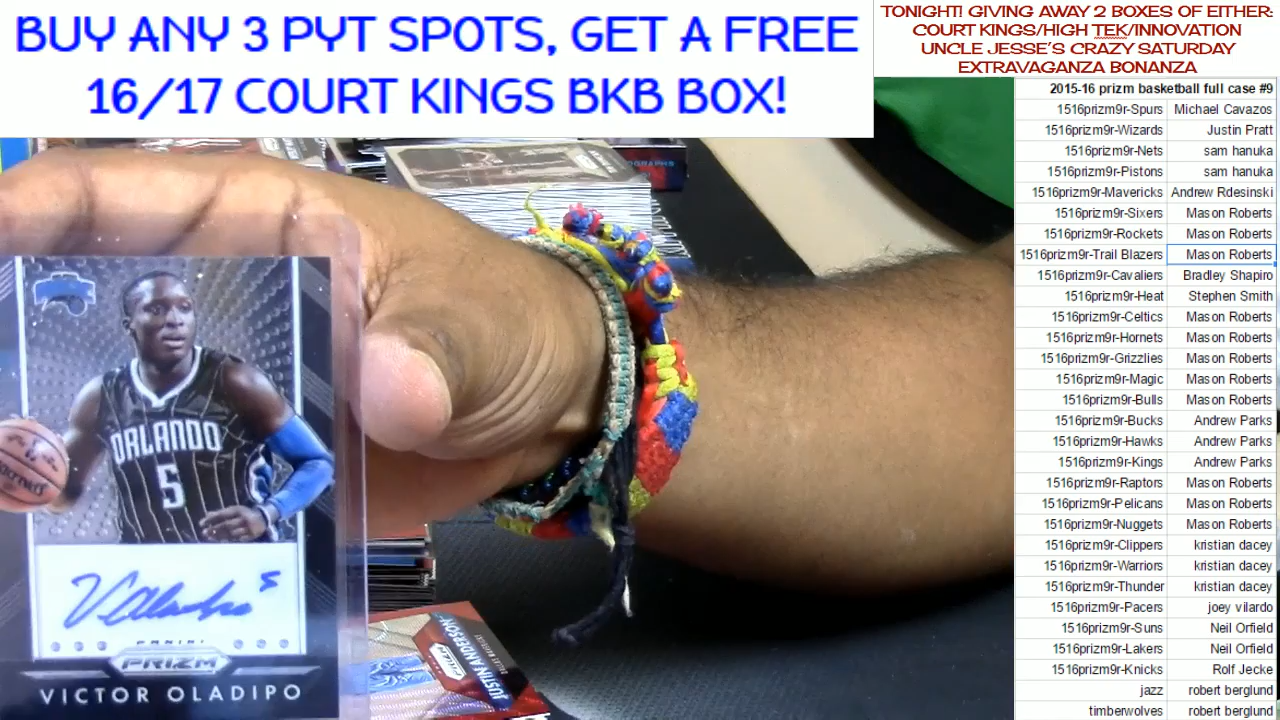 BUY ANY 3 PYT SPOTS, GET A FREE
16/17 COURT KINGS BKB BOX!
TONIGHT! GIVING AWAY 2 BOXES OF EITHER:
COURT KINGS/HIGH TEK/INNOVATION
UNCLE JESSE'S CRAZY SATURDAY
EXTRAVAGANZA BONANZA
2015-16 prizm basketball full case #9
1516prizm9r-Spurs Michael Cavazos
1516prizm9r-Wizards Justin Pratt
1516prizm9r-Nets sam hanuka
1516prizm9r-Pistons sam hanuka
1516prizm9r-Mavericks Andrew Rdesinski
1516prizm9r-Sixers Mason Roberts
1516prizm9r-Rockets Mason Roberts
1516prizm9r-Trail Blazers Mason Roberts
1516prizm9r-Cavaliers Bradley Shapiro
1516prizm9r-Heat Stephen Smith
1516prizm9r-Celtics Mason Roberts
1516prizm9r-Hornets Mason Roberts
1516prizm9r-Grizzlies Mason Roberts
1516prizm9r-Magic Mason Roberts
1516prizm9r-Bulls Mason Roberts
1516prizm9r-Bucks Andrew Parks
1516prizm9r-Hawks Andrew Parks
1516prizm9r-Kings Andrew Parks
1516prizm9r-Raptors Mason Roberts
1516prizm9r-Pelicans Mason Roberts
1516prizm9r-Nuggets Mason Roberts
1516prizm9r-Clippers kristian dacey
1516prizm9r-Warriors kristian dacey
1516prizm9r-Thunder kristian dacey
1516prizm9r-Pacers joey vilardo
1516prizm9r-Suns Neil Orfield
1516prizm9r-Lakers Neil Orfield
1516prizm9r-Knicks Rolf Jecke
jazz robert berglund
timberwolves robert berglund
ORLANDO
5
5
PANINI
PRIZM
VICTOR OLADIPO
JUSTIN ANDERSON
DALLAS MAVERICKS
PRIZM